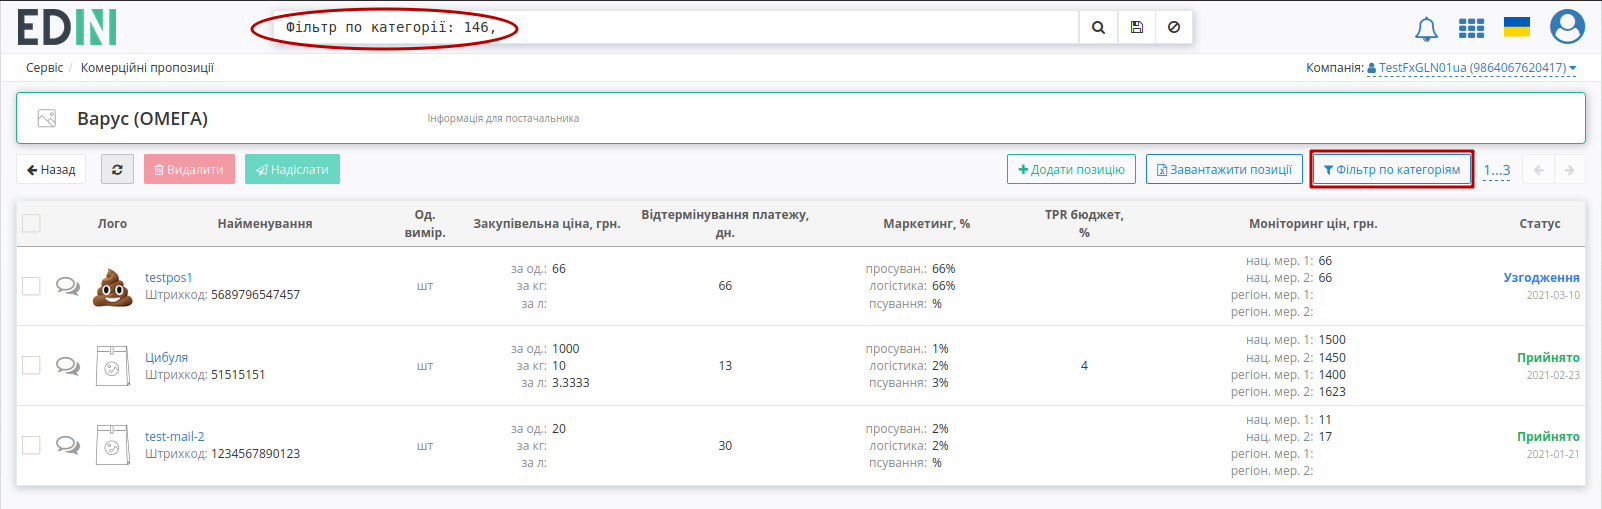 EDIN
Фільтр по категорії: 146,
Сервіс / Комерційні пропозиції
Компанія: TestFxGLN01ua (9864067620417)
Варус (ОМЕГА)
Інформація для постачальника
Назад
Видалити
Надіслати
Додати позицію
Завантажити позиції
Фільтр по категоріям
1...3
Лого
Найменування
Од. вимір.
Закупівельна ціна, грн.
Відтермінування платежу, дн.
Маркетинг, %
TPR бюджет, %
Моніторинг цін, грн.
Статус
testpos1
Штрихкод: 5689796547457
шт
за од.: 66
за кг:
за л:
66
просуван.: 66%
логістика: 66%
псування: %
нац. мер. 1: 66
нац. мер. 2: 66
регіон. мер. 1:
регіон. мер. 2:
Узгодження
2021-03-10
Цибуля
Штрихкод: 51515151
шт
за од.: 1000
за кг: 10
за л: 3.3333
13
просуван.: 1%
логістика: 2%
псування: 3%
4
нац. мер. 1: 1500
нац. мер. 2: 1450
регіон. мер. 1: 1400
регіон. мер. 2: 1623
Прийнято
2021-02-23
test-mail-2
Штрихкод: 1234567890123
шт
за од.: 20
за кг:
за л:
30
просуван.: 2%
логістика: 2%
псування: %
нац. мер. 1: 11
нац. мер. 2: 17
регіон. мер. 1:
регіон. мер. 2:
Прийнято
2021-01-21